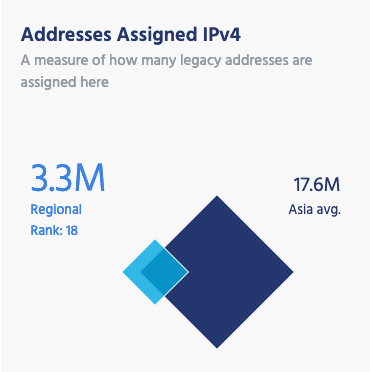 Addresses Assigned IPv4
A measure of how many legacy addresses are
assigned here
3.3M
Regional
Rank: 18
17.6M
Asia avg.